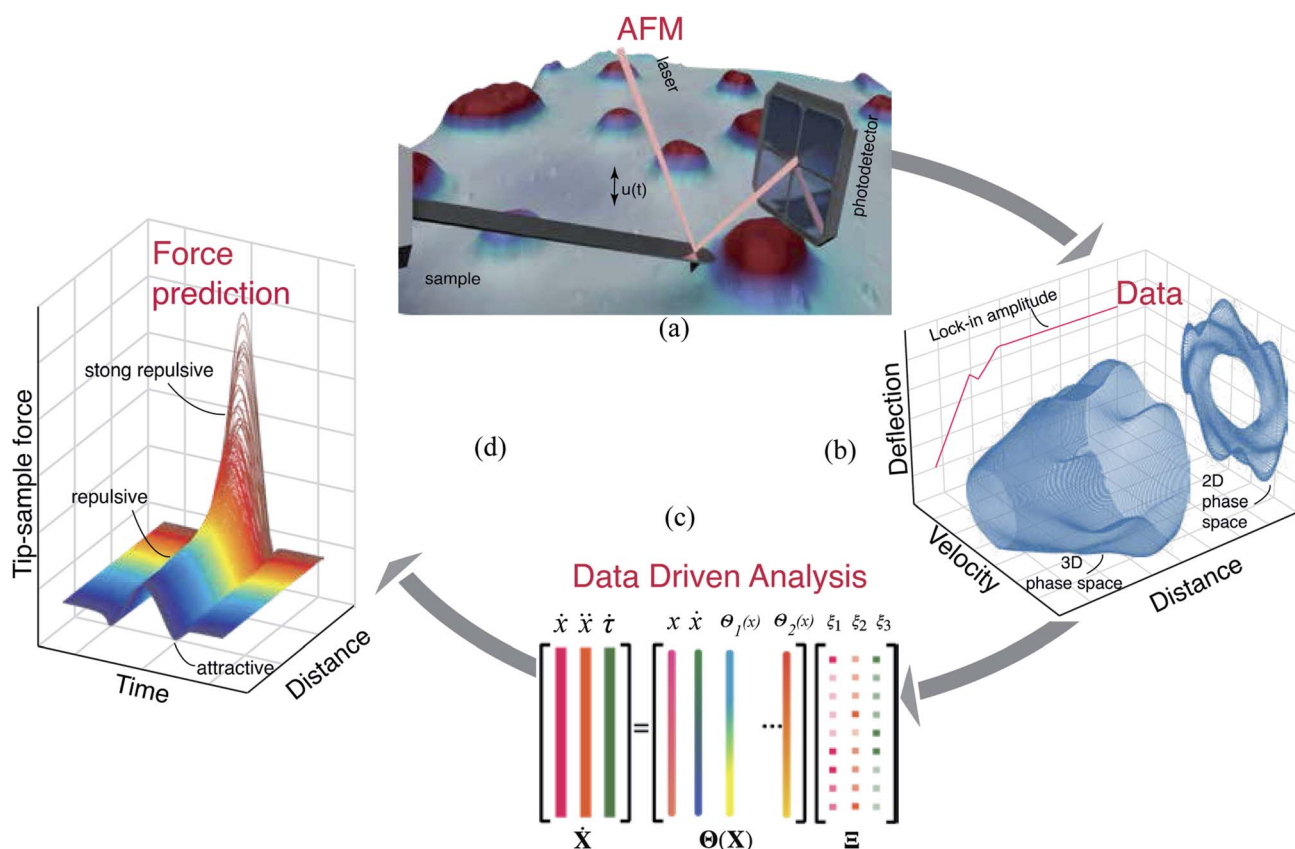 AFM
laser
photodetector
u(t)
sample
(a)
Force
prediction
stong repulsive
repulsive
attractive
Tip-sample force
Time
Distance
(d)
(b)
Data
Lock-in amplitude
Deflection
Velocity
Distance
2D
phase
space
3D
phase space
(c)
Data Driven Analysis
ẋ ẍ τ̇ x ẋ Θ₁(x) Θ₂(x) ξ₁ ξ₂ ξ₃
= ...
Ẋ Θ(X) Ξ